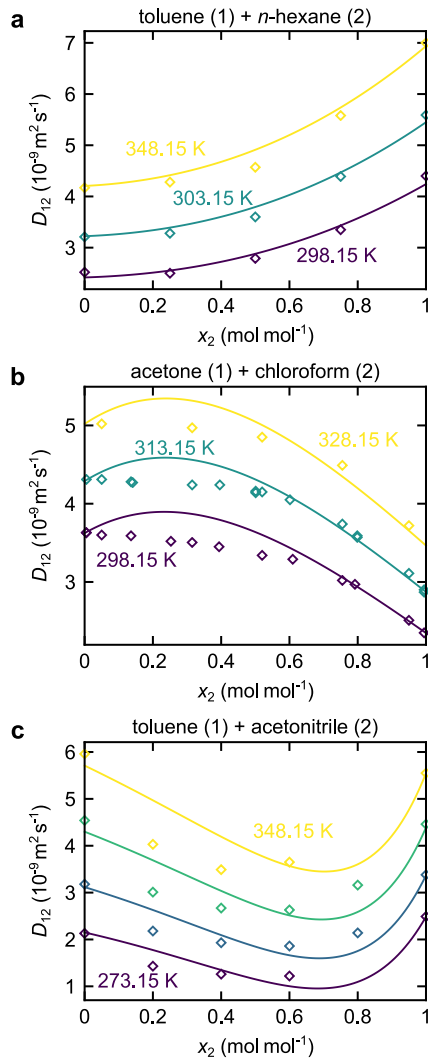 a
toluene (1) + n-hexane (2)
7
6
5
4
3
D12 (10-9 m2 s-1)
348.15 K
303.15 K
298.15 K
0 0.2 0.4 0.6 0.8 1
x2 (mol mol-1)
b
acetone (1) + chloroform (2)
5
4
3
D12 (10-9 m2 s-1)
328.15 K
313.15 K
298.15 K
0 0.2 0.4 0.6 0.8 1
x2 (mol mol-1)
c
toluene (1) + acetonitrile (2)
6
5
4
3
2
1
D12 (10-9 m2 s-1)
348.15 K
273.15 K
0 0.2 0.4 0.6 0.8 1
x2 (mol mol-1)